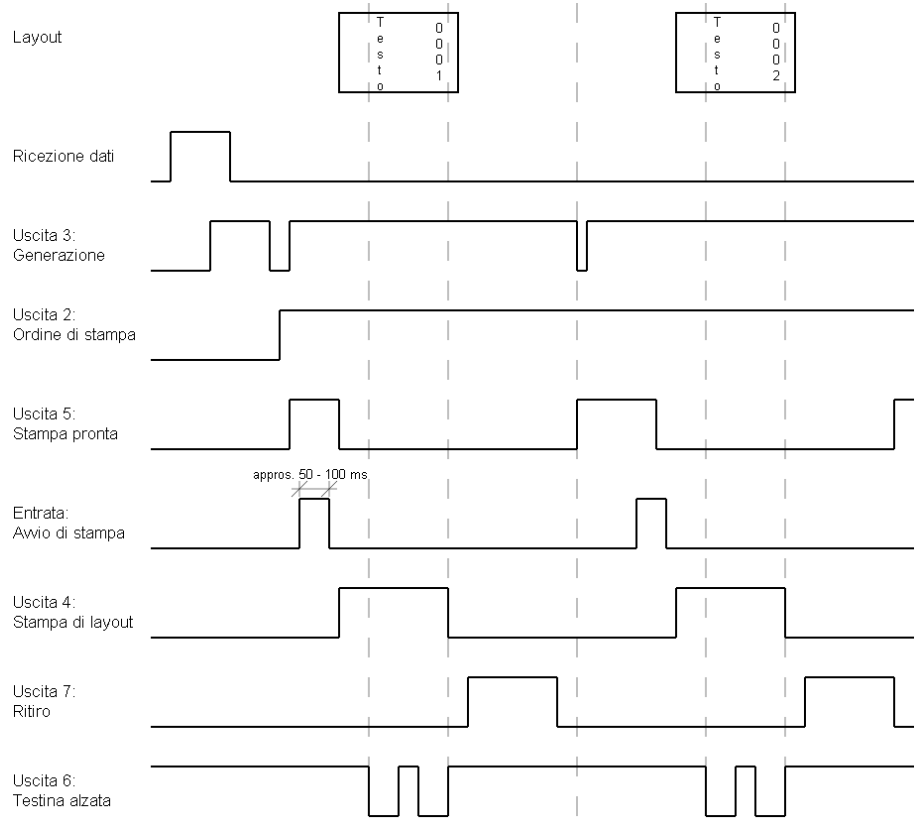 Layout
T
e
s
t
o
0
0
0
1
T
e
s
t
o
0
0
0
2
Ricezione dati
Uscita 3:
Generazione
Uscita 2:
Ordine di stampa
Uscita 5:
Stampa pronta
appros. 50 - 100 ms
Entrata:
Avvio di stampa
Uscita 4:
Stampa di layout
Uscita 7:
Ritiro
Uscita 6:
Testina alzata